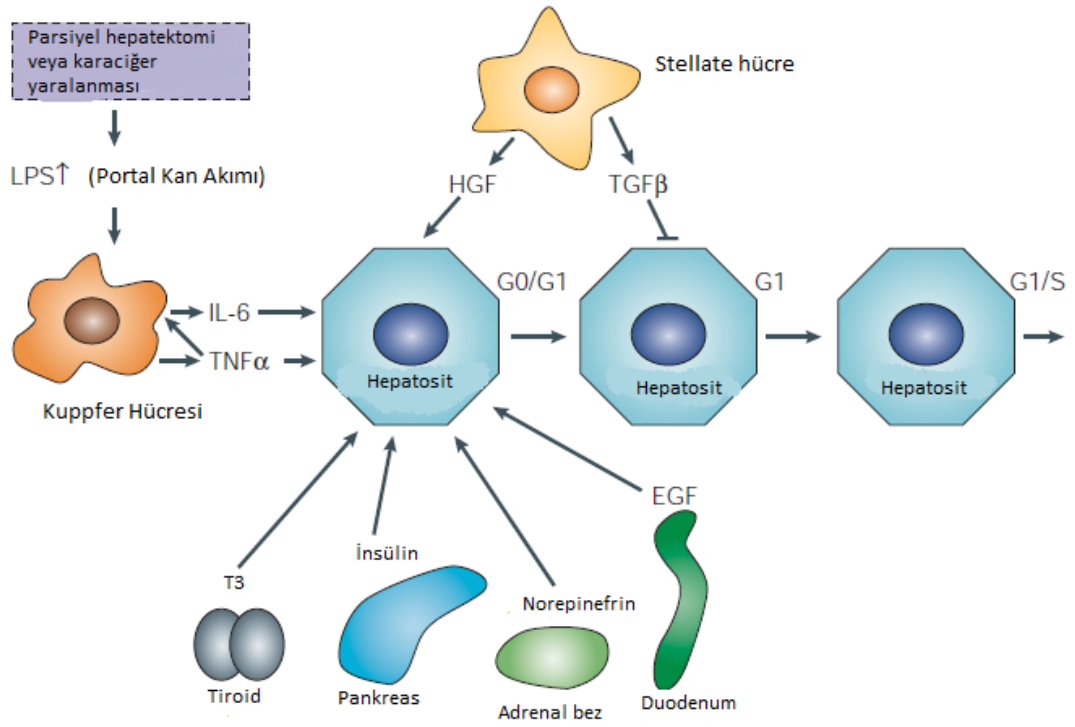 Parsiyel hepatektomi
veya karaciğer
yaralanması
Stellate hücre
LPS↑ (Portal Kan Akımı)
HGF
TGFβ
G0/G1
G1
G1/S
IL-6
TNFα
Hepatosit
Hepatosit
Hepatosit
Kuppfer Hücresi
EGF
İnsülin
T3
Norepinefrin
Tiroid
Pankreas
Adrenal bez
Duodenum